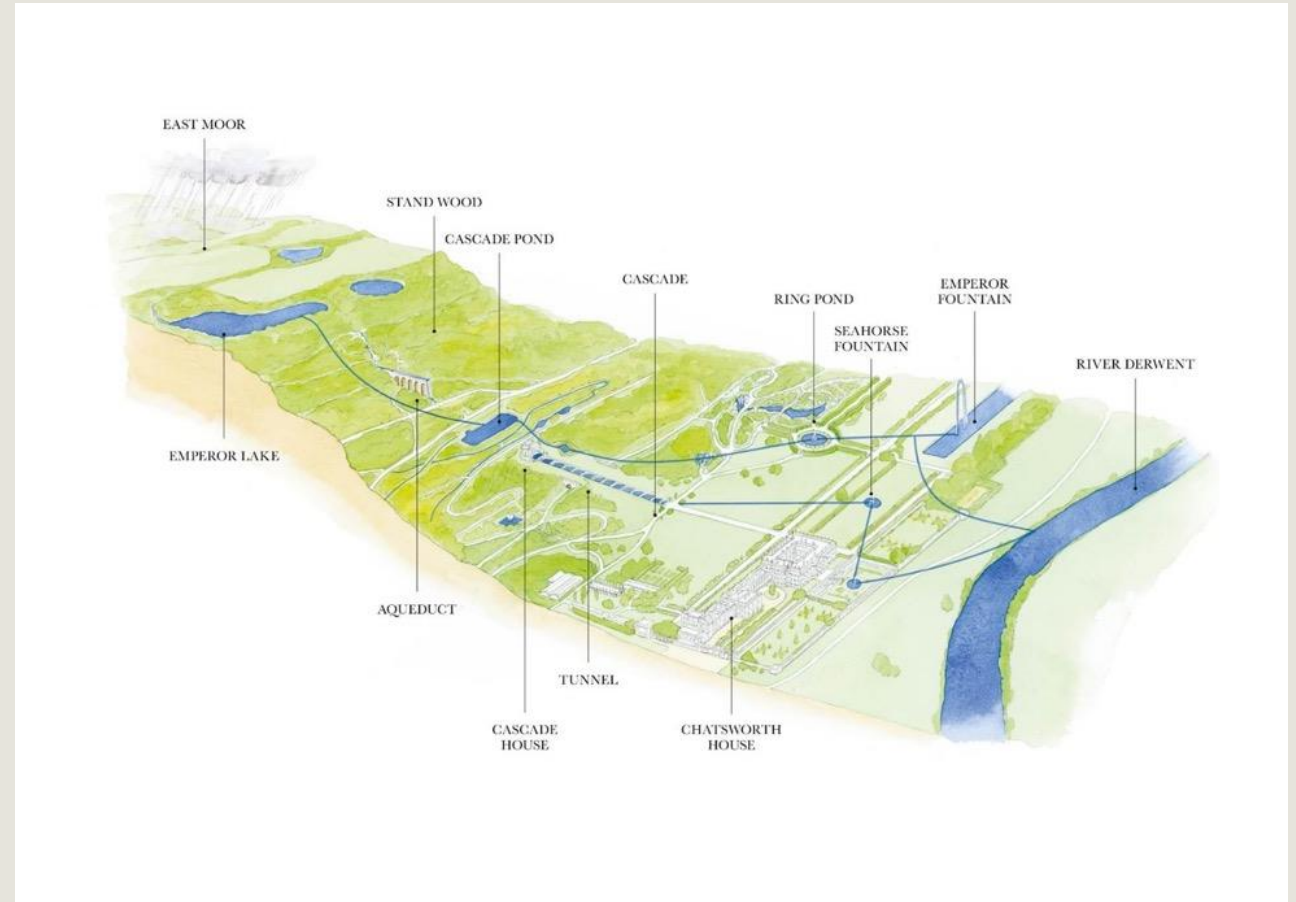 EAST MOOR
STAND WOOD
CASCADE POND
CASCADE
RING POND
EMPEROR
FOUNTAIN
SEAHORSE
FOUNTAIN
RIVER DERWENT
EMPEROR LAKE
AQUEDUCT
TUNNEL
CASCADE
HOUSE
CHATSWORTH
HOUSE